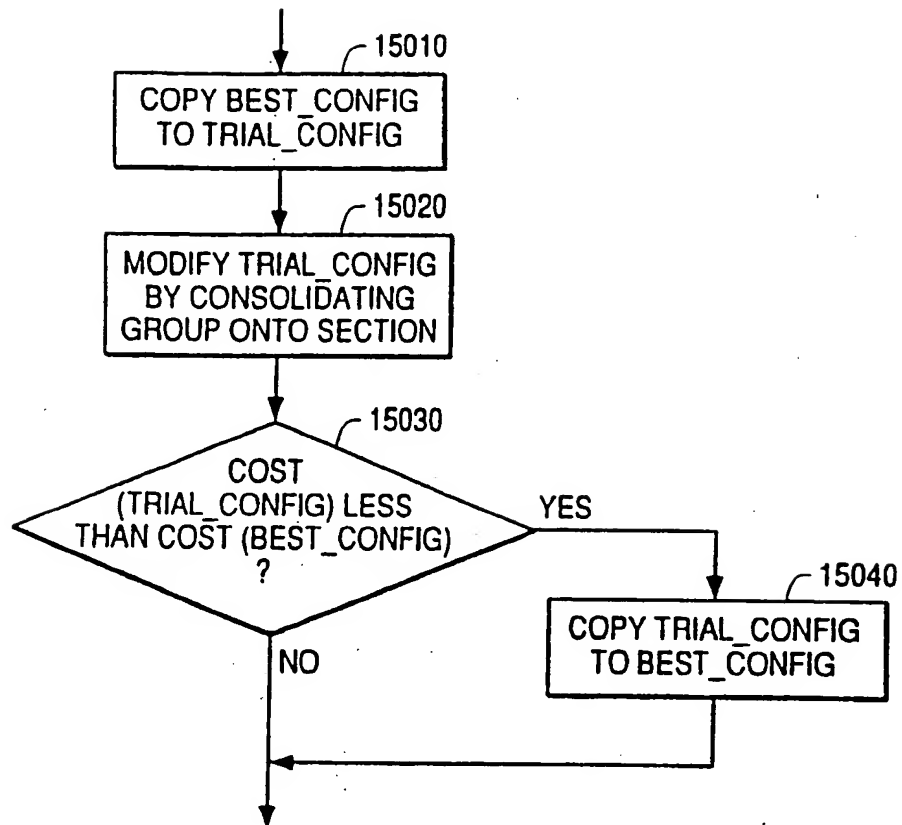 15010
COPY BEST_CONFIG
TO TRIAL_CONFIG
15020
MODIFY TRIAL_CONFIG
BY CONSOLIDATING
GROUP ONTO SECTION
15030
COST
(TRIAL_CONFIG) LESS
THAN COST (BEST_CONFIG)
?
YES
15040
COPY TRIAL_CONFIG
TO BEST_CONFIG
NO